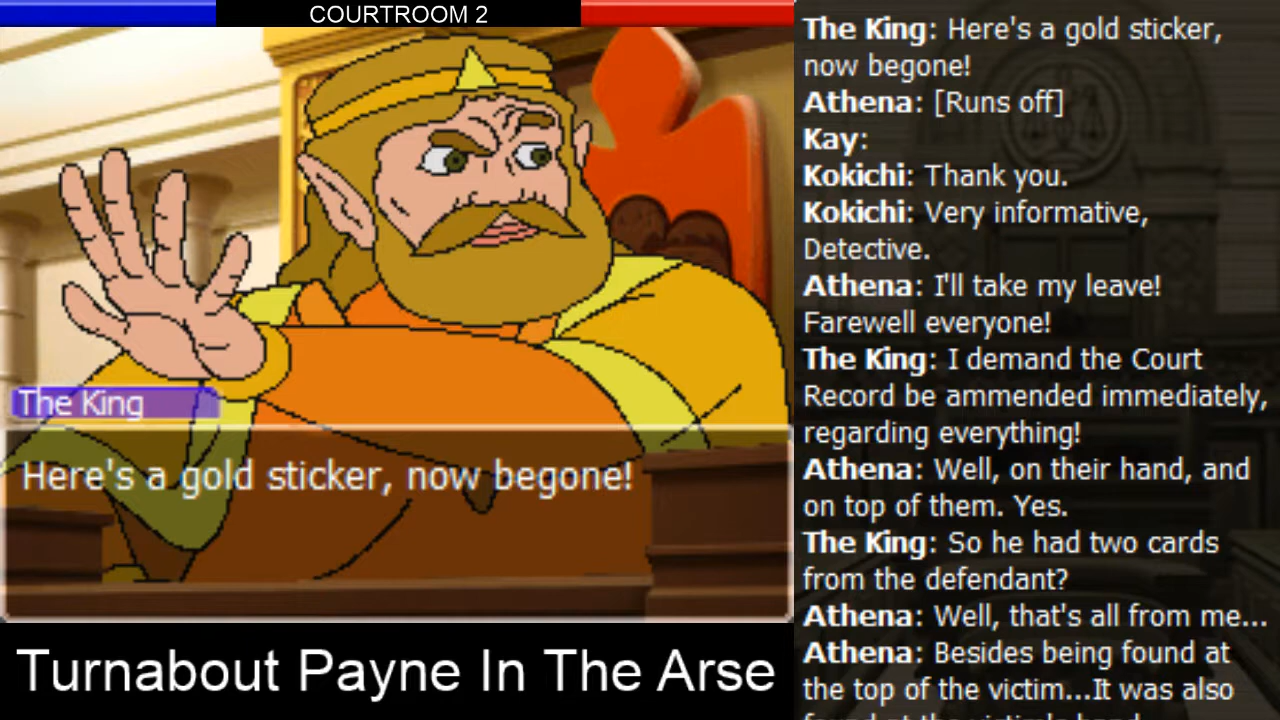 COURTROOM 2
The King
Here's a gold sticker, now begone!
Turnabout Payne In The Arse
The King: Here's a gold sticker,
now begone!
Athena: [Runs off]
Kay:
Kokichi: Thank you.
Kokichi: Very informative,
Detective.
Athena: I'll take my leave!
Farewell everyone!
The King: I demand the Court
Record be ammended immediately,
regarding everything!
Athena: Well, on their hand, and
on top of them. Yes.
The King: So he had two cards
from the defendant?
Athena: Well, that's all from me...
Athena: Besides being found at
the top of the victim...It was also